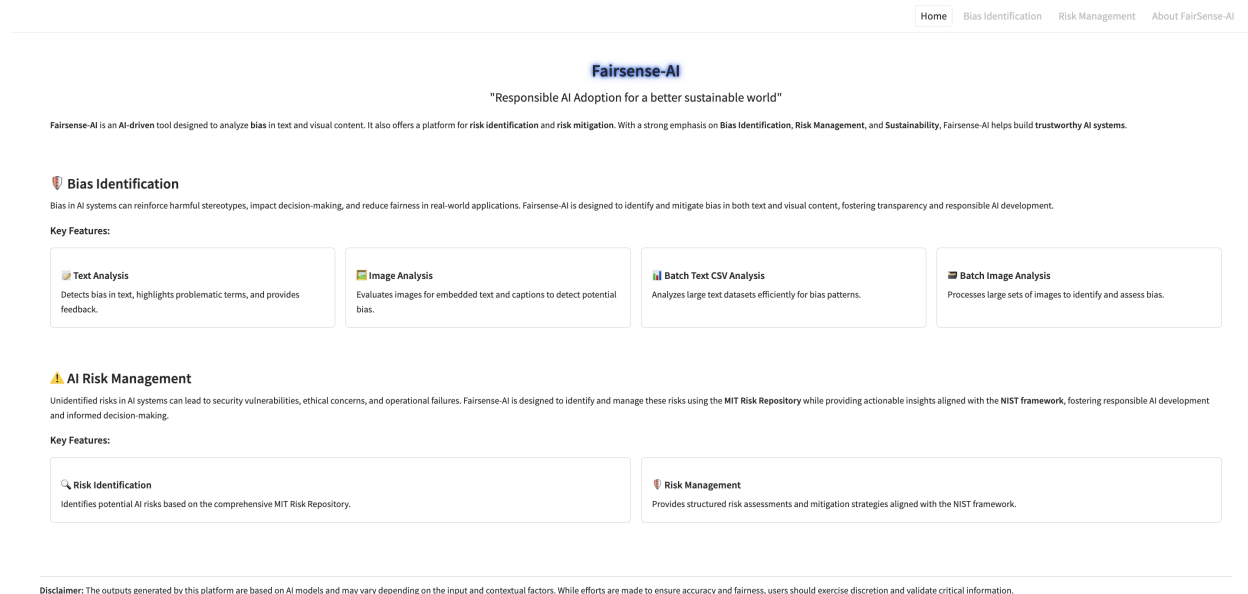 Home Bias Identification Risk Management About FairSense-AI
Fairsense-AI
"Responsible AI Adoption for a better sustainable world"
Fairsense-AI is an AI-driven tool designed to analyze bias in text and visual content. It also offers a platform for risk identification and risk mitigation. With a strong emphasis on Bias Identification, Risk Management, and Sustainability, Fairsense-AI helps build trustworthy AI systems.
Bias Identification
Bias in AI systems can reinforce harmful stereotypes, impact decision-making, and reduce fairness in real-world applications. Fairsense-AI is designed to identify and mitigate bias in both text and visual content, fostering transparency and responsible AI development.
Key Features:
Text Analysis
Detects bias in text, highlights problematic terms, and provides
feedback.
Image Analysis
Evaluates images for embedded text and captions to detect potential
bias.
Batch Text CSV Analysis
Analyzes large text datasets efficiently for bias patterns.
Batch Image Analysis
Processes large sets of images to identify and assess bias.
AI Risk Management
Unidentified risks in AI systems can lead to security vulnerabilities, ethical concerns, and operational failures. Fairsense-AI is designed to identify and manage these risks using the MIT Risk Repository while providing actionable insights aligned with the NIST framework, fostering responsible AI development
and informed decision-making.
Key Features:
Risk Identification
Identifies potential AI risks based on the comprehensive MIT Risk Repository.
Risk Management
Provides structured risk assessments and mitigation strategies aligned with the NIST framework.
Disclaimer: The outputs generated by this platform are based on AI models and may vary depending on the input and contextual factors. While efforts are made to ensure accuracy and fairness, users should exercise discretion and validate critical information.